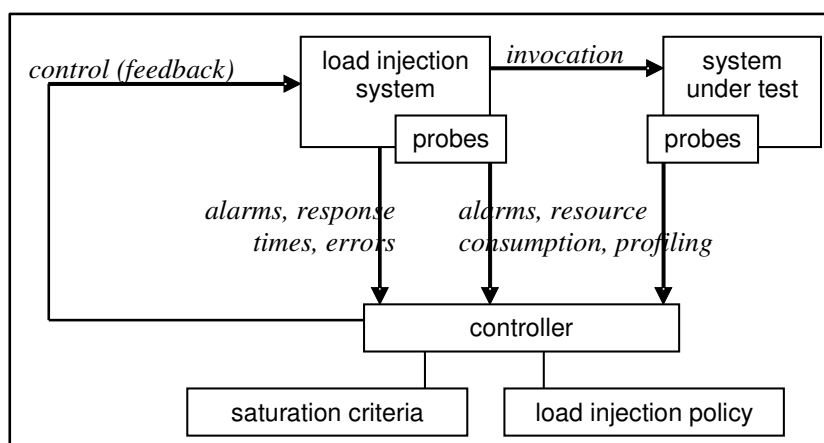 control (feedback)
load injection
system
invocation
system
under test
probes
probes
alarms, response
times, errors
alarms, resource
consumption, profiling
controller
saturation criteria
load injection policy